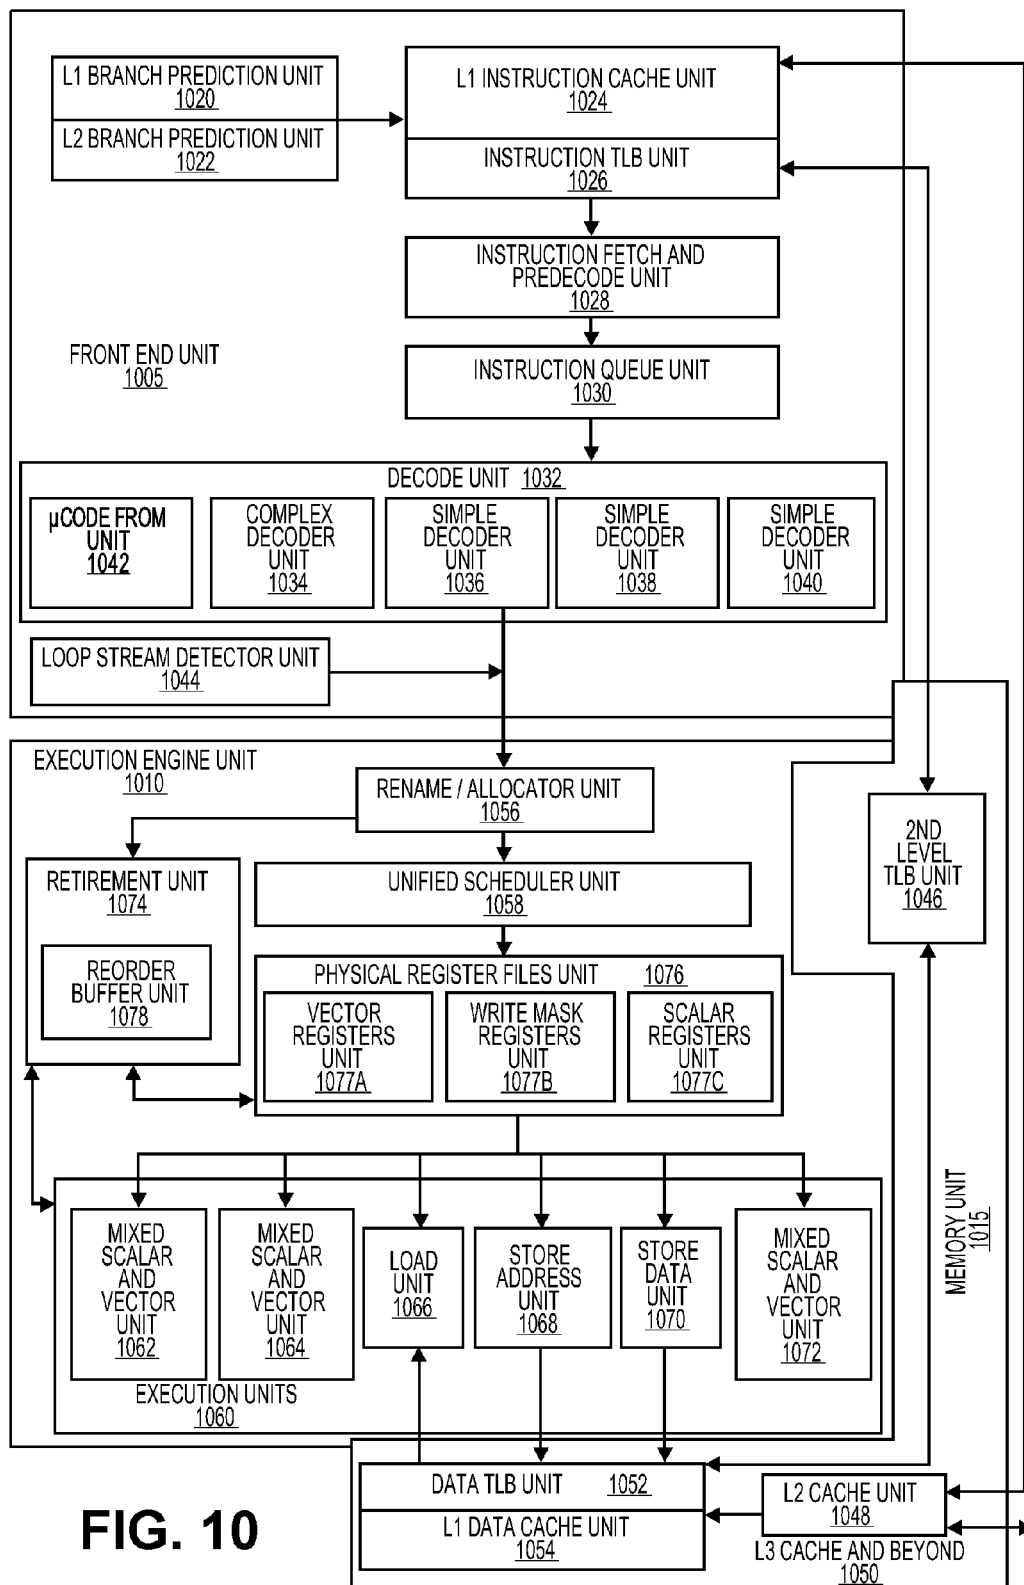 L1 BRANCH PREDICTION UNIT
1020
L2 BRANCH PREDICTION UNIT
1022
L1 INSTRUCTION CACHE UNIT
1024
INSTRUCTION TLB UNIT
1026
INSTRUCTION FETCH AND
PREDECODE UNIT
1028
FRONT END UNIT
1005
INSTRUCTION QUEUE UNIT
1030
DECODE UNIT 1032
µCODE FROM
UNIT
1042
COMPLEX
DECODER
UNIT
1034
SIMPLE
DECODER
UNIT
1036
SIMPLE
DECODER
UNIT
1038
SIMPLE
DECODER
UNIT
1040
LOOP STREAM DETECTOR UNIT
1044
EXECUTION ENGINE UNIT
1010
RENAME / ALLOCATOR UNIT
1056
2ND
LEVEL
TLB UNIT
1046
RETIREMENT UNIT
1074
REORDER
BUFFER UNIT
1078
UNIFIED SCHEDULER UNIT
1058
PHYSICAL REGISTER FILES UNIT 1076
VECTOR
REGISTERS
UNIT
1077A
WRITE MASK
REGISTERS
UNIT
1077B
SCALAR
REGISTERS
UNIT
1077C
MEMORY UNIT
1015
MIXED
SCALAR
AND
VECTOR
UNIT
1062
MIXED
SCALAR
AND
VECTOR
UNIT
1064
LOAD
UNIT
1066
STORE
ADDRESS
UNIT
1068
STORE
DATA
UNIT
1070
MIXED
SCALAR
AND
VECTOR
UNIT
1072
EXECUTION UNITS
1060
DATA TLB UNIT 1052
L1 DATA CACHE UNIT
1054
L2 CACHE UNIT
1048
L3 CACHE AND BEYOND
1050
FIG. 10